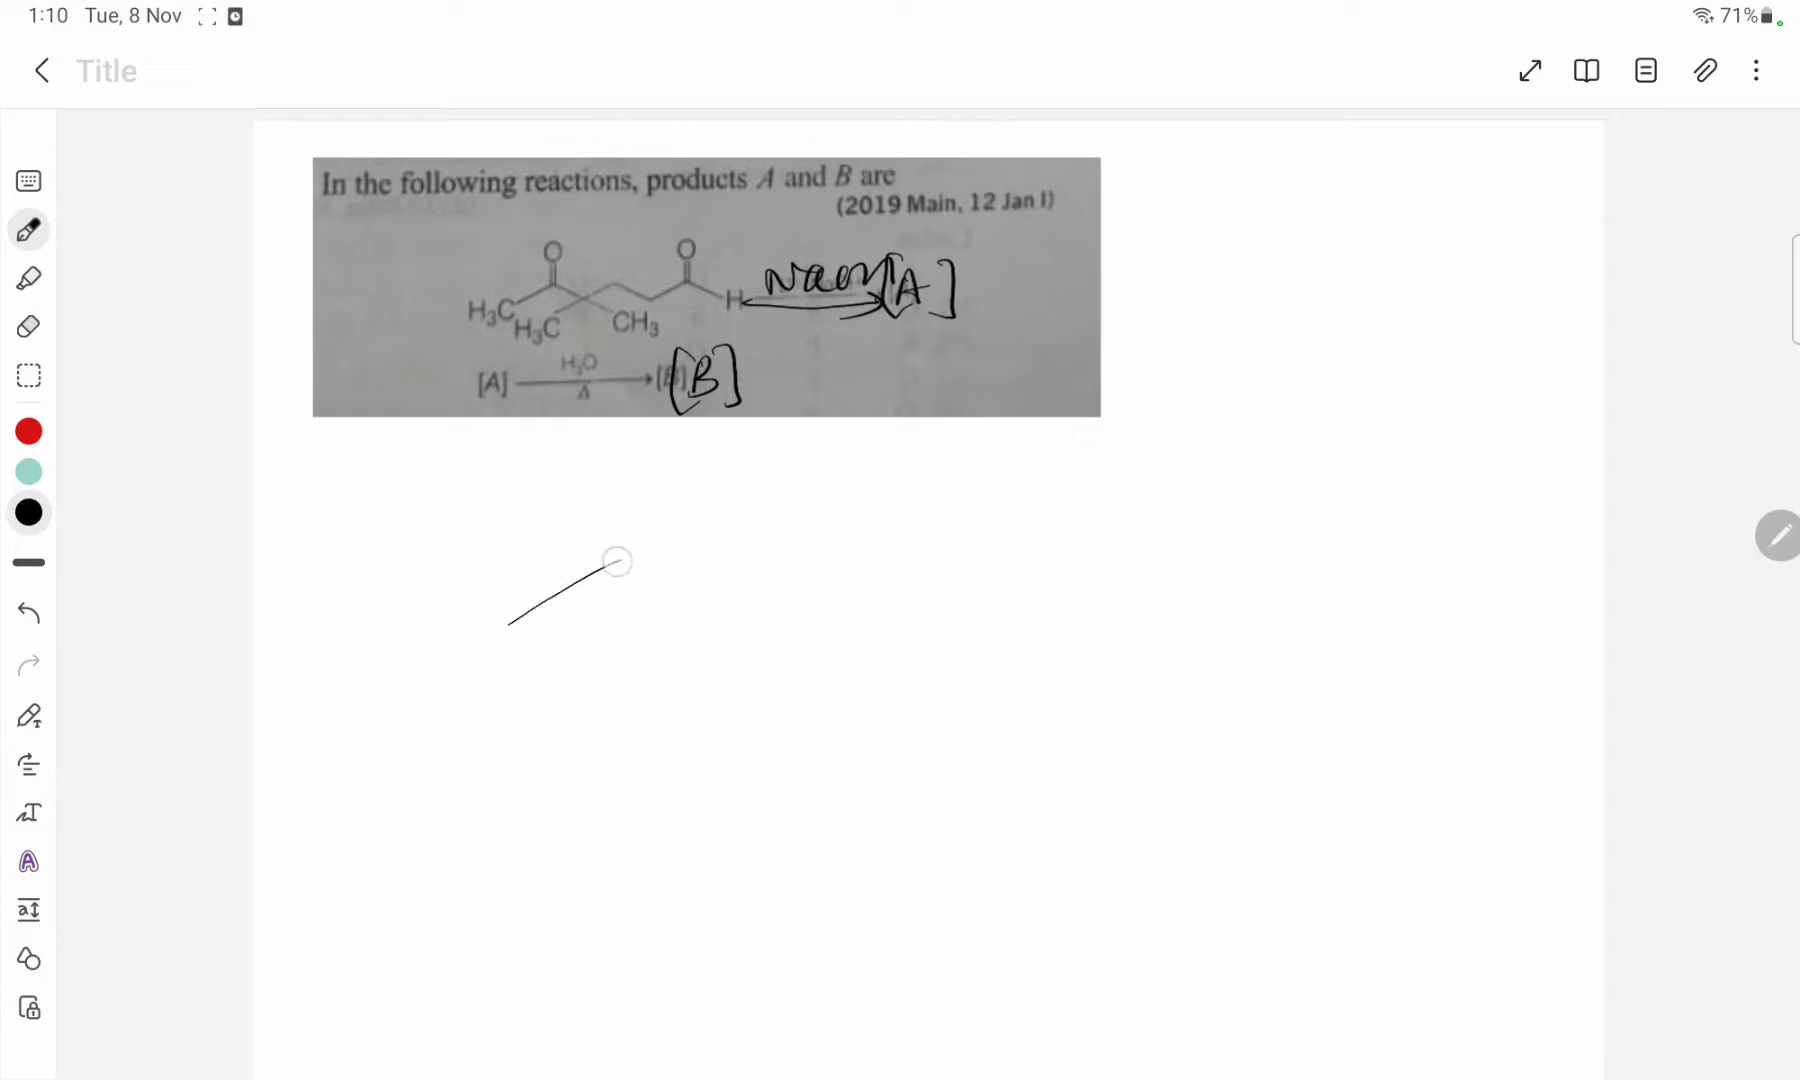 1:10 Tue, 8 Nov 71%
Title
In the following reactions, products A and B are
(2019 Main, 12 Jan I)
O O
H NaOH [A]
H₃C
H₃C CH₃
H₂O
[A] [B]
Δ